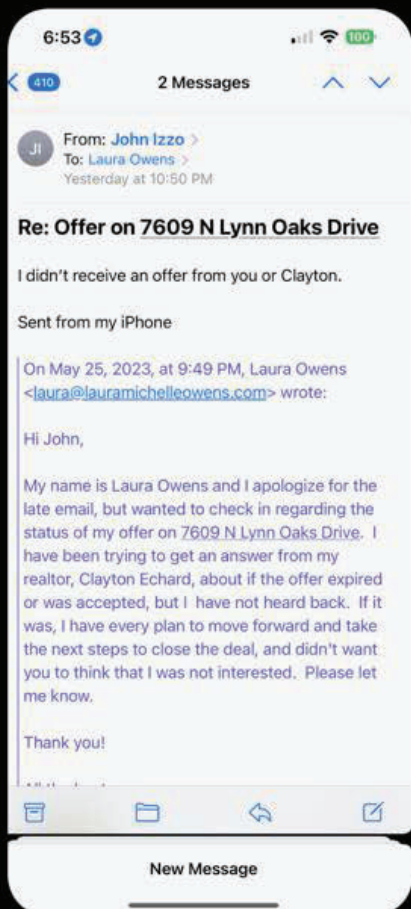 6:53
100
410
2 Messages
JI
From: John Izzo
To: Laura Owens
Yesterday at 10:50 PM
Re: Offer on 7609 N Lynn Oaks Drive
I didn't receive an offer from you or Clayton.
Sent from my iPhone
On May 25, 2023, at 9:49 PM, Laura Owens
<laura@lauramichelleowens.com> wrote:
Hi John,
My name is Laura Owens and I apologize for the
late email, but wanted to check in regarding the
status of my offer on 7609 N Lynn Oaks Drive. I
have been trying to get an answer from my
realtor, Clayton Echard, about if the offer expired
or was accepted, but I have not heard back. If it
was, I have every plan to move forward and take
the next steps to close the deal, and didn't want
you to think that I was not interested. Please let
me know.
Thank you!
New Message